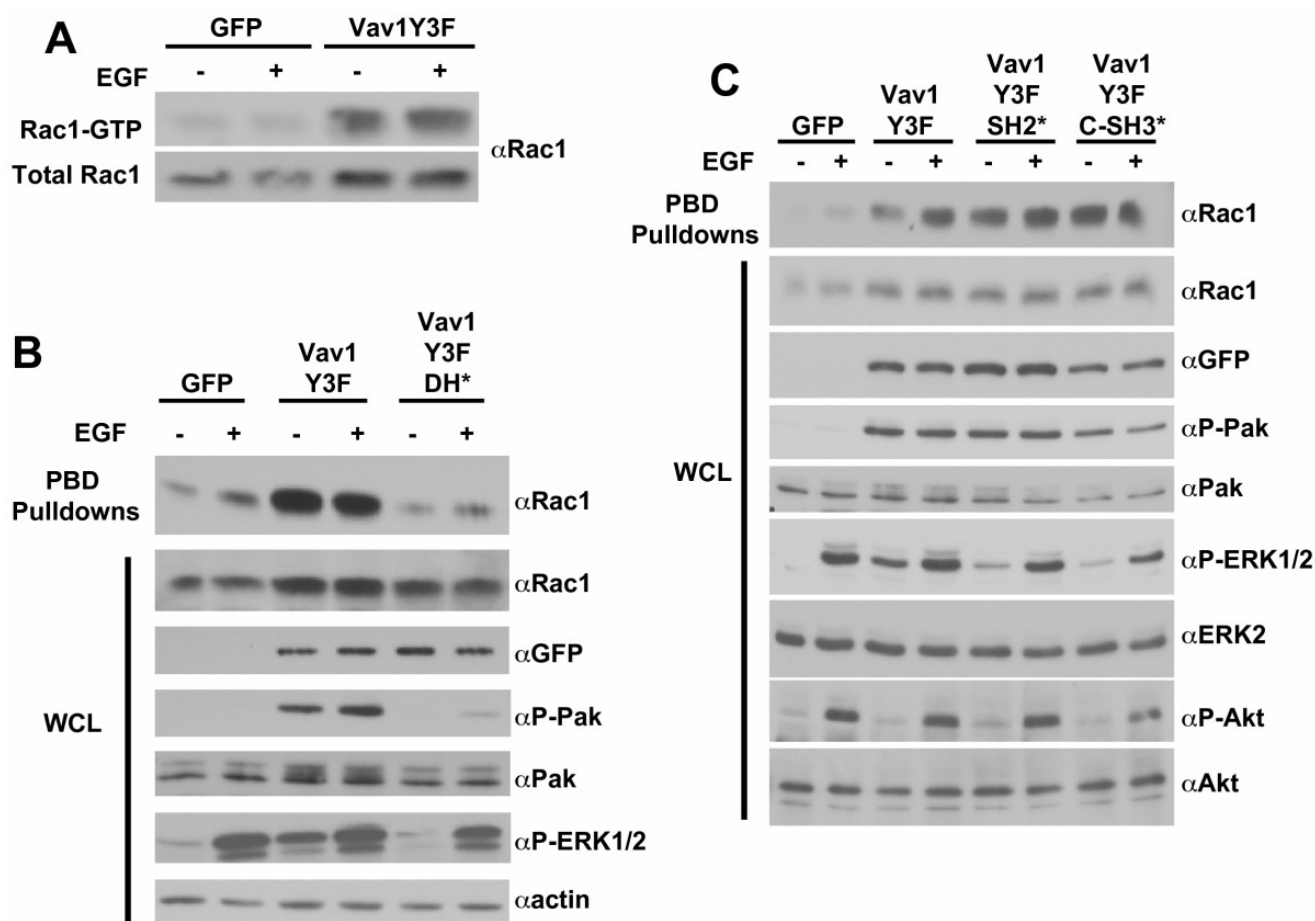 A
GFP Vav1Y3F
EGF - + - +
Rac1-GTP
αRac1
Total Rac1
B
GFP
Vav1
Y3F
Vav1
Y3F
DH*
EGF - + - + - +
PBD
Pulldowns
αRac1
WCL
αRac1
αGFP
αP-Pak
αPak
αP-ERK1/2
αactin
C
GFP
Vav1
Y3F
Vav1
Y3F
SH2*
Vav1
Y3F
C-SH3*
EGF - + - + - + - +
PBD
Pulldowns
αRac1
WCL
αRac1
αGFP
αP-Pak
αPak
αP-ERK1/2
αERK2
αP-Akt
αAkt